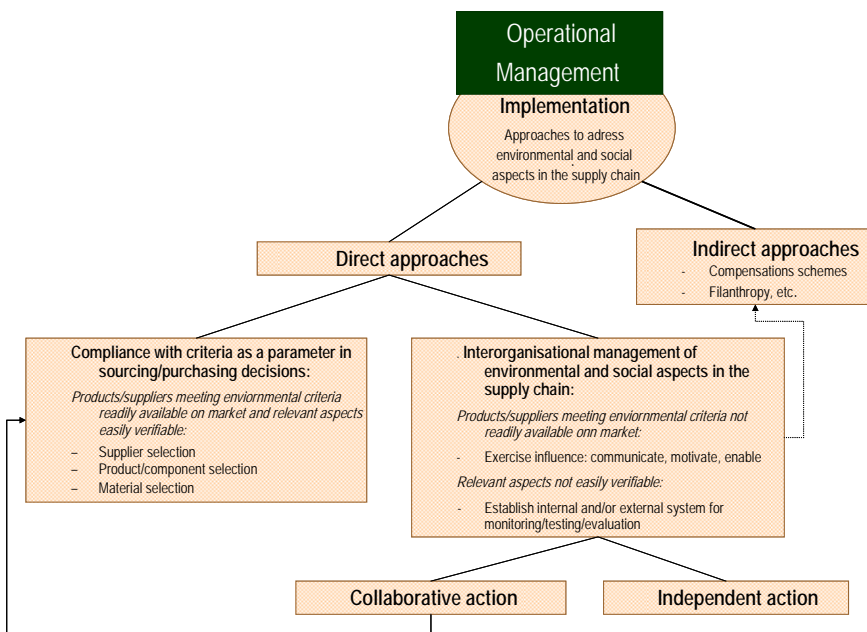 Operational
Management
Implementation
Approaches to adress
environmental and social
aspects in the supply chain
Direct approaches
Indirect approaches
- Compensations schemes
- Filanthropy, etc.
Compliance with criteria as a parameter in
sourcing/purchasing decisions:
Products/suppliers meeting enviornmental criteria
readily available on market and relevant aspects
easily verifiable:
– Supplier selection
– Product/component selection
– Material selection
. Interorganisational management of
environmental and social aspects in the
supply chain:
Products/suppliers meeting enviornmental criteria not
readily available onn market:
- Exercise influence: communicate, motivate, enable
Relevant aspects not easily verifiable:
- Establish internal and/or external system for
monitoring/testing/evaluation
Collaborative action
Independent action